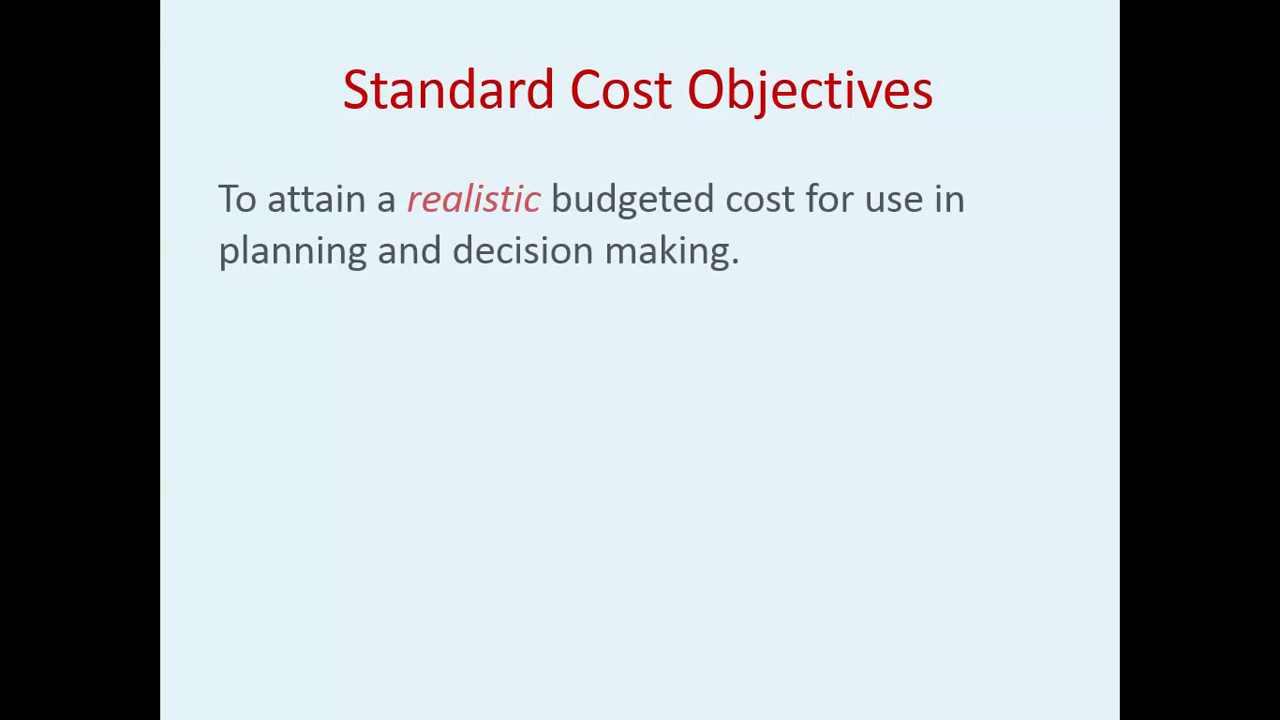 Standard Cost Objectives
To attain a realistic budgeted cost for use in
planning and decision making.